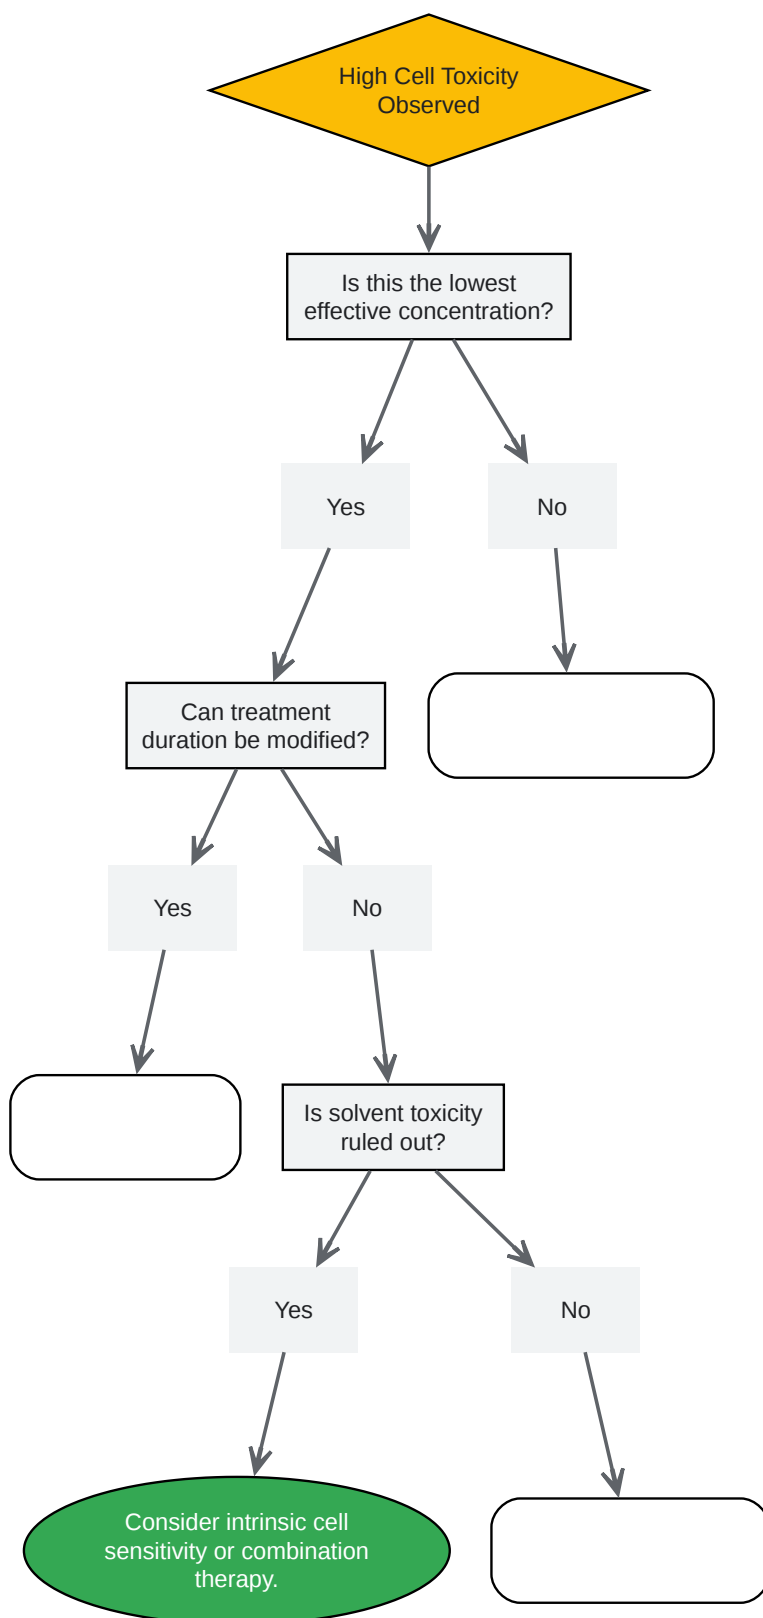 High Cell Toxicity
Observed
Is this the lowest
effective concentration?
Yes
No
Can treatment
duration be modified?
Yes
No
Is solvent toxicity
ruled out?
Yes
No
Consider intrinsic cell
sensitivity or combination
therapy.